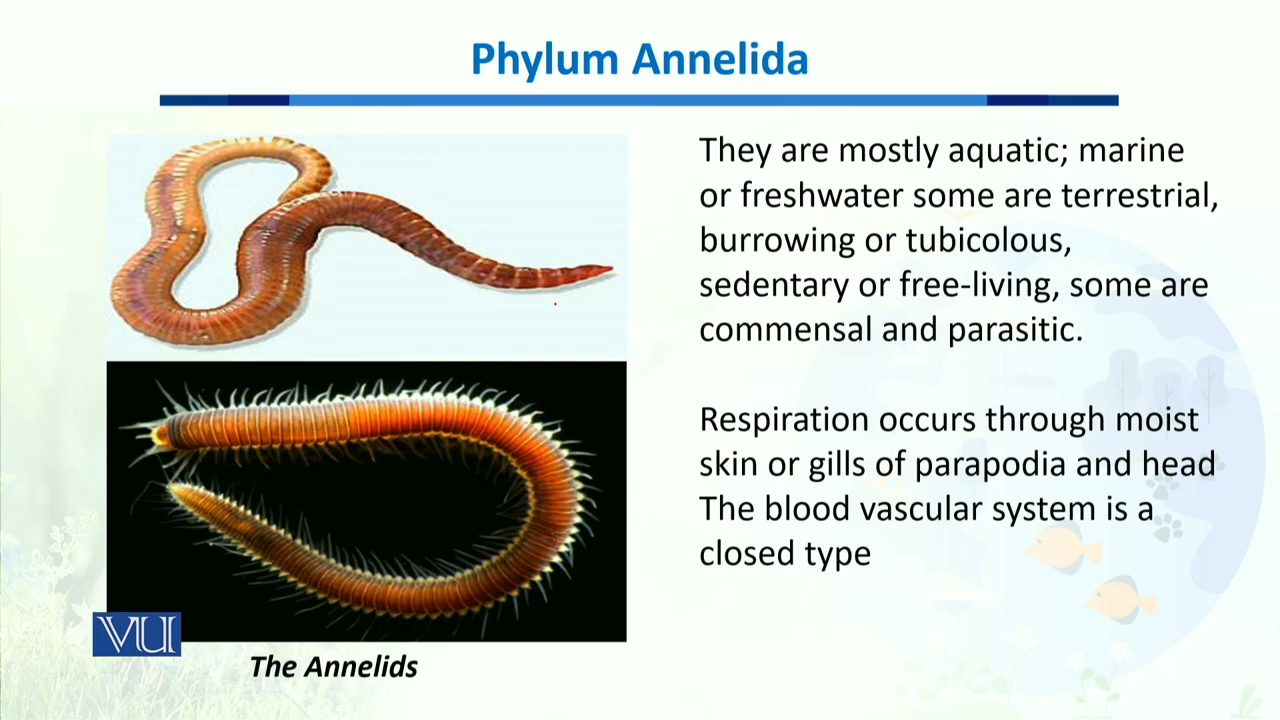 Phylum Annelida
They are mostly aquatic; marine
or freshwater some are terrestrial,
burrowing or tubicolous,
sedentary or free-living, some are
commensal and parasitic.
Respiration occurs through moist
skin or gills of parapodia and head
The blood vascular system is a
closed type
VU
The Annelids